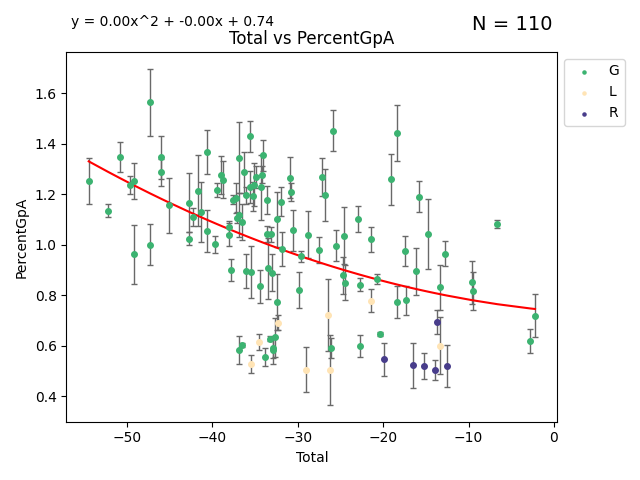 y = 0.00x^2 + -0.00x + 0.74
N = 110
Total vs PercentGpA
G
L
R
PercentGpA
1.6
1.4
1.2
1.0
0.8
0.6
0.4
−50
−40
−30
−20
−10
0
Total